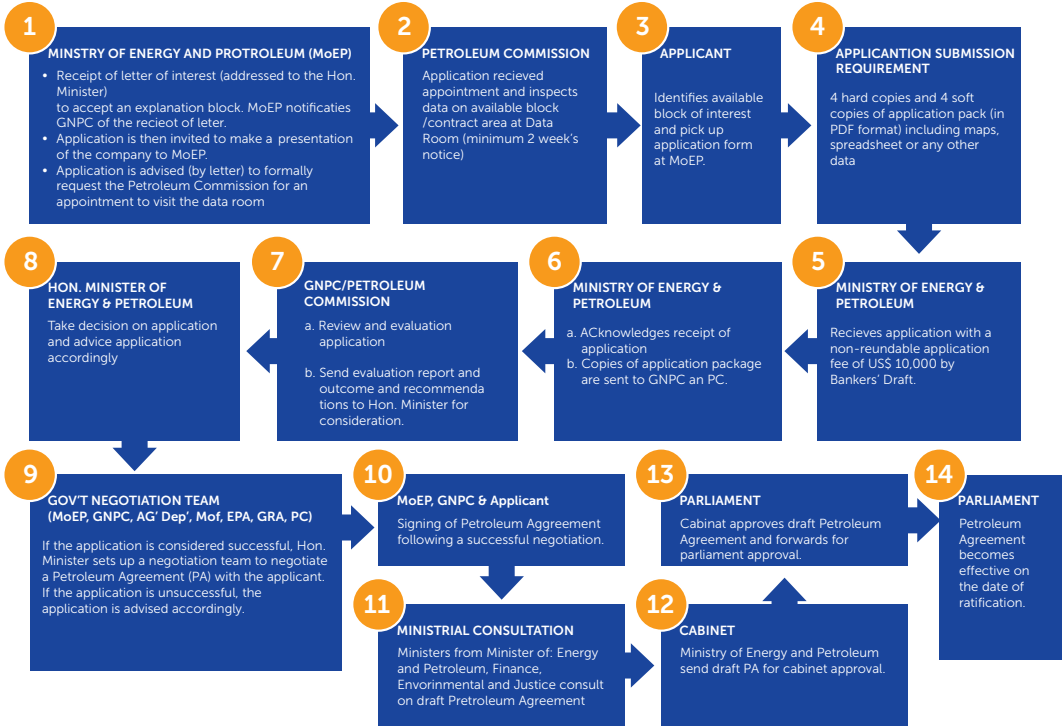 1
MINSTRY OF ENERGY AND PROTROLEUM (MoEP)
• Receipt of letter of interest (addressed to the Hon.
Minister)
to accept an explanation block. MoEP notificaties
GNPC of the reciept of leter.
• Application is then invited to make a presentation
of the company to MoEP.
• Application is advised (by letter) to formally
request the Petroleum Commission for an
appointment to visit the data room
2
PETROLEUM COMMISSION
Application recieved
appointment and inspects
data on available block
/contract area at Data
Room (minimum 2 week's
notice)
3
APPLICANT
Identifies available
block of interest
and pick up
application form
at MoEP.
4
APPLICANTION SUBMISSION
REQUIREMENT
4 hard copies and 4 soft
copies of application pack (in
PDF format) including maps,
spreadsheet or any other
data
5
MINISTRY OF ENERGY &
PETROLEUM
Recieves application with a
non-reundable application
fee of US$ 10,000 by
Bankers' Draft.
6
MINISTRY OF ENERGY &
PETROLEUM
a. ACknowledges receipt of
application
b. Copies of application package
are sent to GNPC an PC.
7
GNPC/PETROLEUM
COMMISSION
a. Review and evaluation
application
b. Send evaluation report and
outcome and recommenda
tions to Hon. Minister for
consideration.
8
HON. MINISTER OF
ENERGY & PETROLEUM
Take decision on application
and advice application
accordingly
9
GOV'T NEGOTIATION TEAM
(MoEP, GNPC, AG' Dep', Mof, EPA, GRA, PC)
If the application is considered successful, Hon.
Minister sets up a negotiation team to negotiate
a Petroleum Agreement (PA) with the applicant.
If the application is unsuccessful, the
application is advised accordingly.
10
MoEP, GNPC & Applicant
Signing of Petroleum Aggreement
following a successful negotiation.
11
MINISTRIAL CONSULTATION
Ministers from Minister of: Energy
and Petroleum, Finance,
Envorinmental and Justice consult
on draft Pretroleum Agreement
12
CABINET
Ministry of Energy and Petroleum
send draft PA for cabinet approval.
13
PARLIAMENT
Cabinat approves draft Petroleum
Agreement and forwards for
parliament approval.
14
PARLIAMENT
Petroleum
Agreement
becomes
effective on
the date of
ratification.